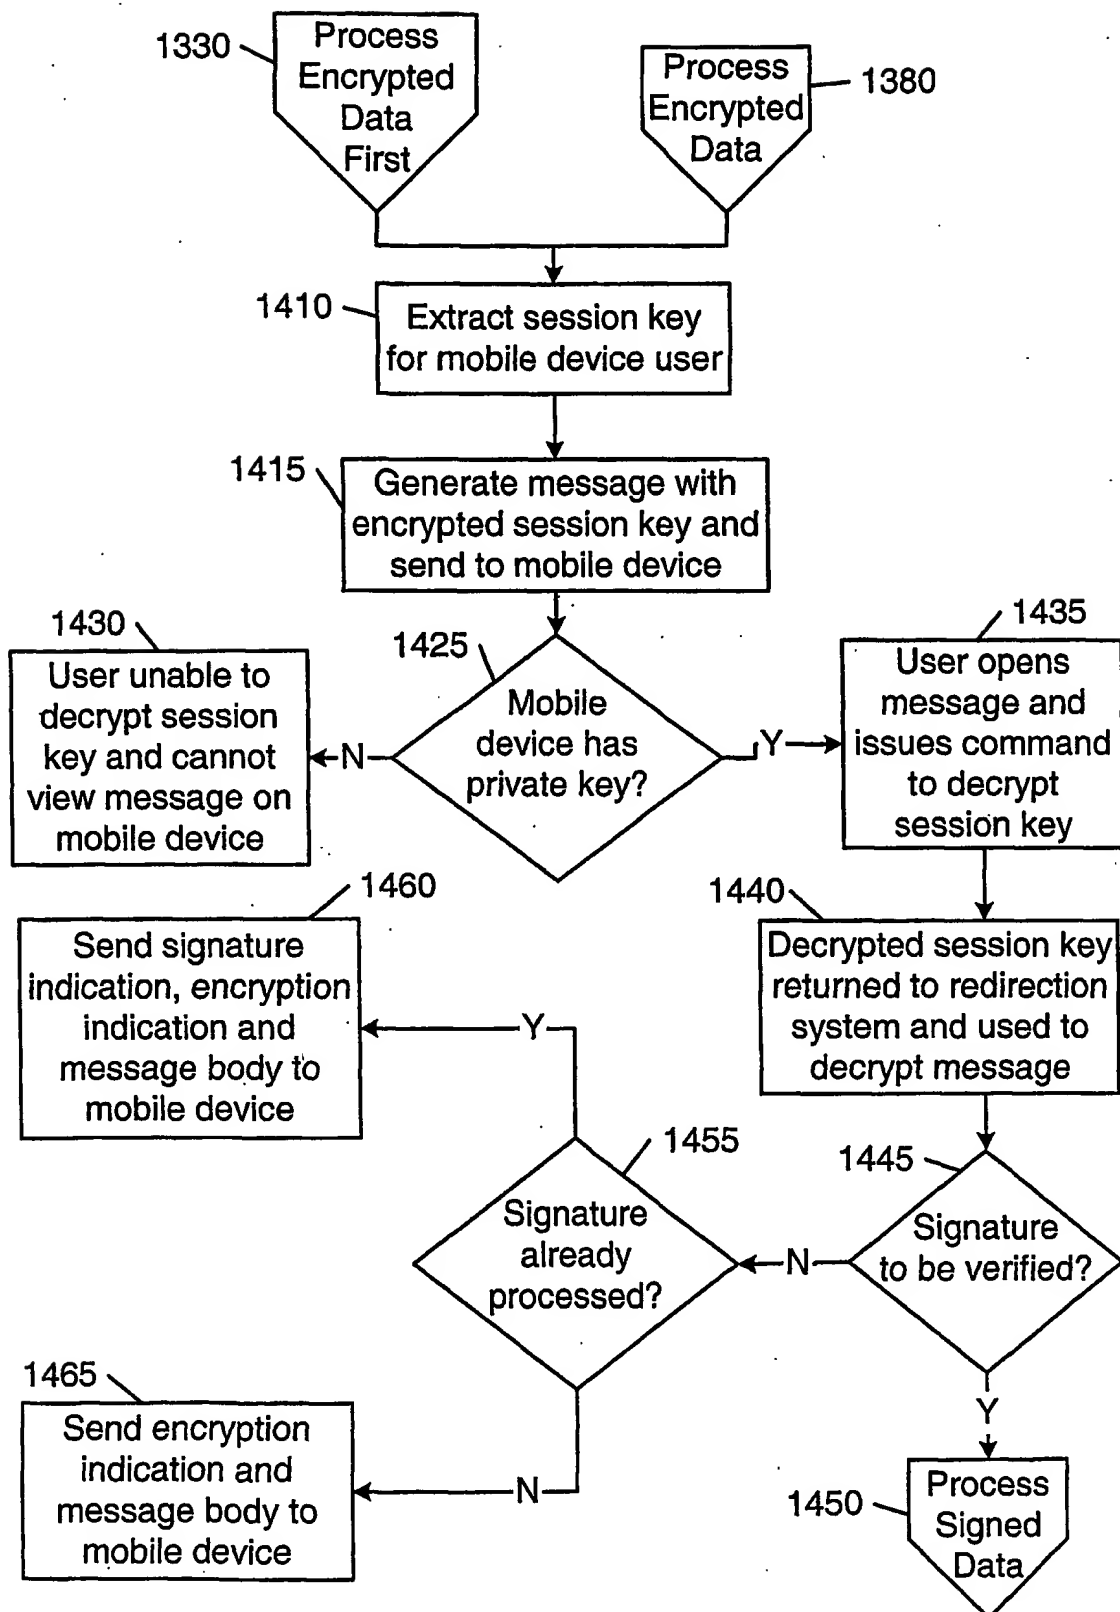 1330
Process
Encrypted
Data
First
Process
Encrypted
Data
1380
1410
Extract session key
for mobile device user
1415
Generate message with
encrypted session key and
send to mobile device
1430
User unable to
decrypt session
key and cannot
view message on
mobile device
N
1425
Mobile
device has
private key?
Y
1435
User opens
message and
issues command
to decrypt
session key
1460
Send signature
indication, encryption
indication and
message body to
mobile device
Y
1440
Decrypted session key
returned to redirection
system and used to
decrypt message
1455
Signature
already
processed?
N
1445
Signature
to be verified?
1465
Send encryption
indication and
message body to
mobile device
N
Y
1450
Process
Signed
Data